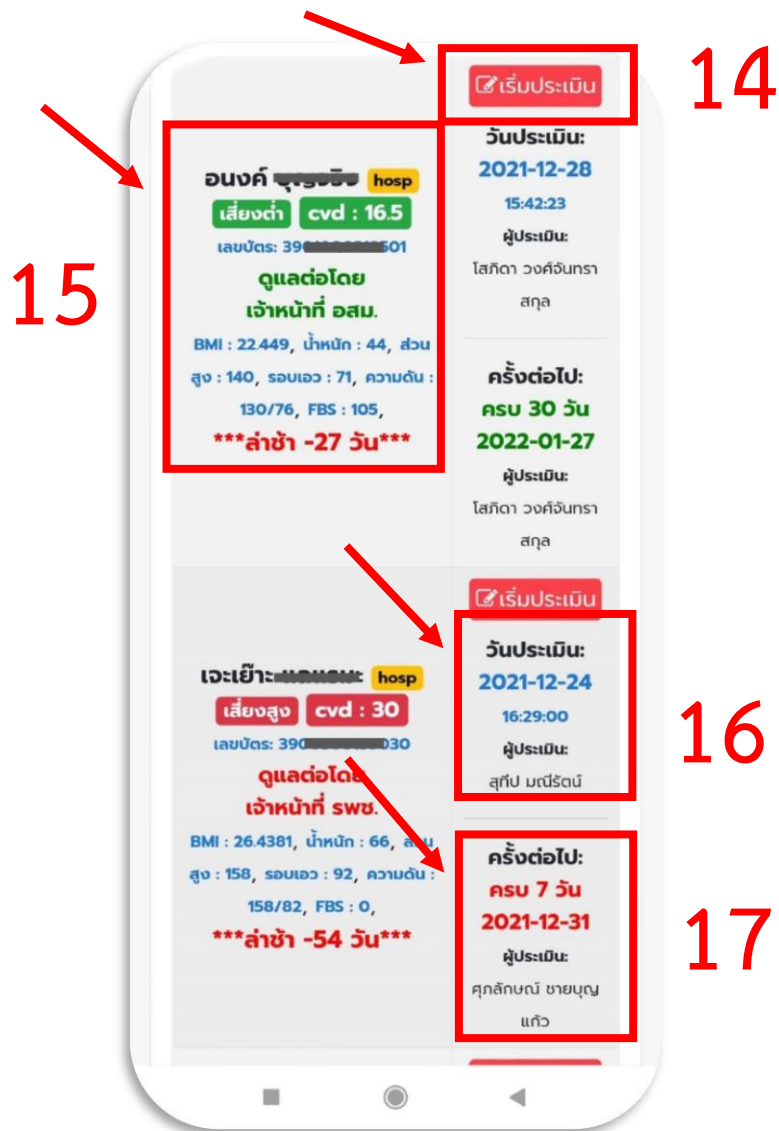 14
เริ่มประเมิน
15
อนงค์ hosp
เสี่ยงต่ำ cvd : 16.5
เลขบัตร: 39 501
ดูแลต่อโดย
เจ้าหน้าที่ อสม.
BMI : 22.449, น้ำหนัก : 44, ส่วน
สูง : 140, รอบเอว : 71, ความดัน :
130/76, FBS : 105,
***ล่าช้า -27 วัน***
วันประเมิน:
2021-12-28
15:42:23
ผู้ประเมิน:
โสภิดา วงศ์จันทรา
สกุล
ครั้งต่อไป:
ครบ 30 วัน
2022-01-27
ผู้ประเมิน:
โสภิดา วงศ์จันทรา
สกุล
เริ่มประเมิน
เจะเย๊าะ hosp
เสี่ยงสูง cvd : 30
เลขบัตร: 390 030
ดูแลต่อโดย
เจ้าหน้าที่ รพช.
BMI : 26.4381, น้ำหนัก : 66, ส่วน
สูง : 158, รอบเอว : 92, ความดัน :
158/82, FBS : 0,
***ล่าช้า -54 วัน***
วันประเมิน:
2021-12-24
16:29:00
ผู้ประเมิน:
สุทีป มณีรัตน์
16
ครั้งต่อไป:
ครบ 7 วัน
2021-12-31
ผู้ประเมิน:
ศุภลักษณ์ ชายบุญ
แก้ว
17